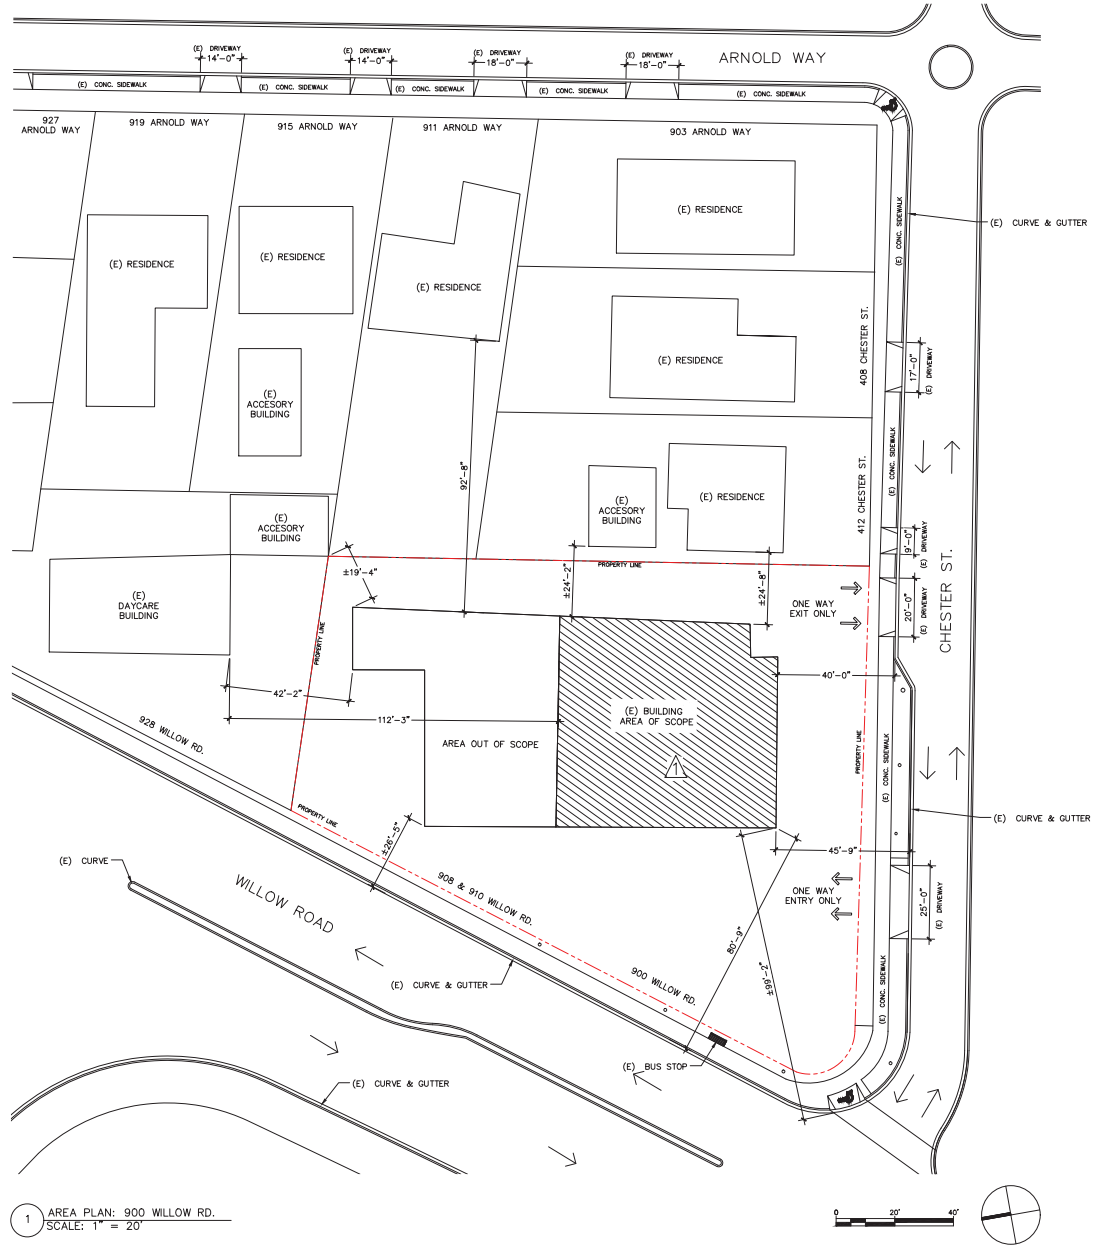 ARNOLD WAY
(E) DRIVEWAY
14'-0"
(E) DRIVEWAY
14'-0"
(E) DRIVEWAY
18'-0"
(E) DRIVEWAY
18'-0"
(E) CONC. SIDEWALK
(E) CONC. SIDEWALK
(E) CONC. SIDEWALK
(E) CONC. SIDEWALK
(E) CONC. SIDEWALK
927
ARNOLD WAY
919 ARNOLD WAY
915 ARNOLD WAY
911 ARNOLD WAY
903 ARNOLD WAY
(E) RESIDENCE
(E) RESIDENCE
(E) RESIDENCE
(E) RESIDENCE
(E) CONC. SIDEWALK
(E) CURVE & GUTTER
(E) RESIDENCE
408 CHESTER ST.
17'-0"
(E) DRIVEWAY
(E)
ACCESORY
BUILDING
92'-8"
(E)
ACCESORY
BUILDING
(E) RESIDENCE
412 CHESTER ST.
(E) CONC. SIDEWALK
(E)
ACCESORY
BUILDING
9'-0"
(E) DRIVEWAY
CHESTER ST.
PROPERTY LINE
±19'-4"
±24'-2"
±24'-8"
ONE WAY
EXIT ONLY
20'-0"
(E) DRIVEWAY
(E)
DAYCARE
BUILDING
PROPERTY LINE
42'-2"
112'-3"
40'-0"
(E) BUILDING
AREA OF SCOPE
1
AREA OUT OF SCOPE
928 WILLOW RD.
PROPERTY LINE
(E) CONC. SIDEWALK
PROPERTY LINE
(E) CURVE & GUTTER
±26'-5"
45'-9"
(E) CURVE
WILLOW ROAD
908 & 910 WILLOW RD.
ONE WAY
ENTRY ONLY
25'-0"
(E) DRIVEWAY
80'-9"
±99'-2"
(E) CURVE & GUTTER
900 WILLOW RD.
(E) CONC. SIDEWALK
(E) BUS STOP
(E) CURVE & GUTTER
1
AREA PLAN: 900 WILLOW RD.
SCALE: 1" = 20'
0 20' 40'